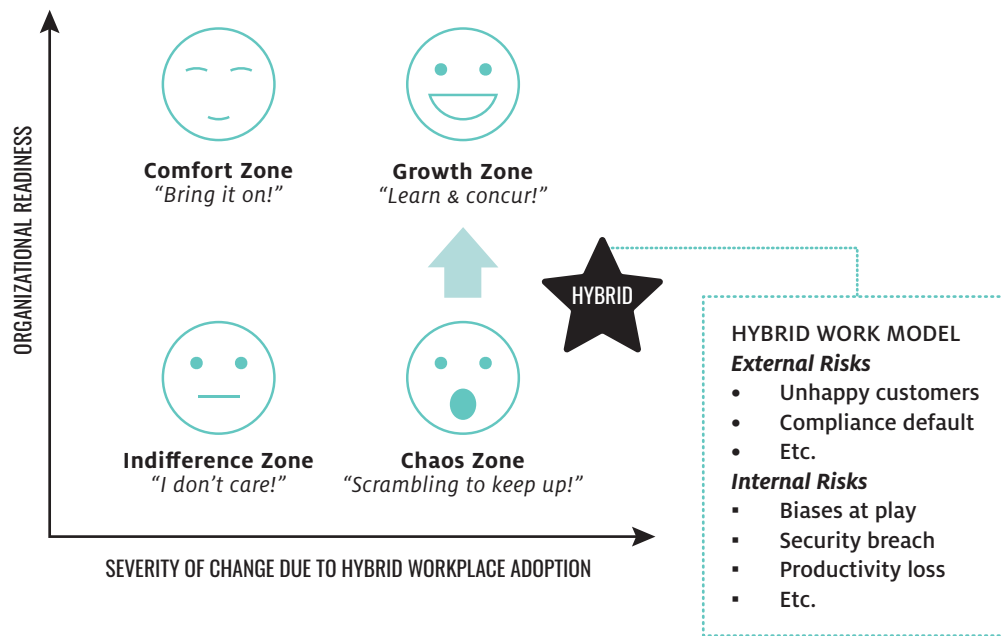 ORGANIZATIONAL READINESS
Comfort Zone
“Bring it on!”
Growth Zone
“Learn & concur!”
Indifference Zone
“I don’t care!”
Chaos Zone
“Scrambling to keep up!”
SEVERITY OF CHANGE DUE TO HYBRID WORKPLACE ADOPTION
HYBRID
HYBRID WORK MODEL
External Risks
• Unhappy customers
• Compliance default
• Etc.
Internal Risks
▪ Biases at play
▪ Security breach
▪ Productivity loss
▪ Etc.